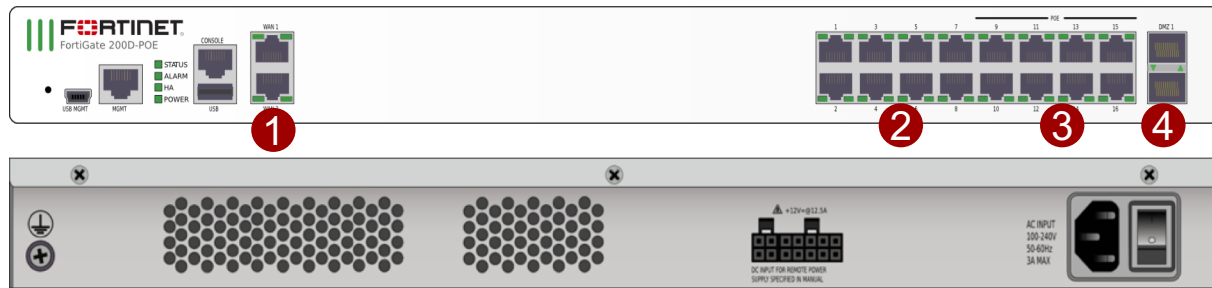 FORTINET
FortiGate 200D-POE
STATUS
ALARM
HA
POWER
USB MGMT
MGMT
CONSOLE
USB
WAN 1
1
1 3 5 7 9 11 13 15
POE
2 4 8 10 12 16
2
3
DMZ 1
4
+12V=@12.5A
DC INPUT FOR REMOTE POWER
SUPPLY SPECIFIED IN MANUAL
AC INPUT
100-240V
50-60Hz
3A MAX